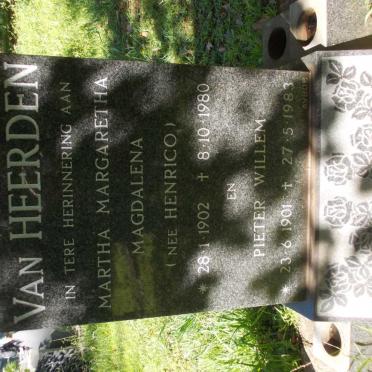 VAN HEERDEN
IN TERE HERINNERING AAN
MARTHA MARGARETHA
MAGDALENA
(NEE HENRICO)
* 28·1·1902 † 8·10·1980
EN
PIETER WILLEM
* 23·6·1901 † 27·5·1983